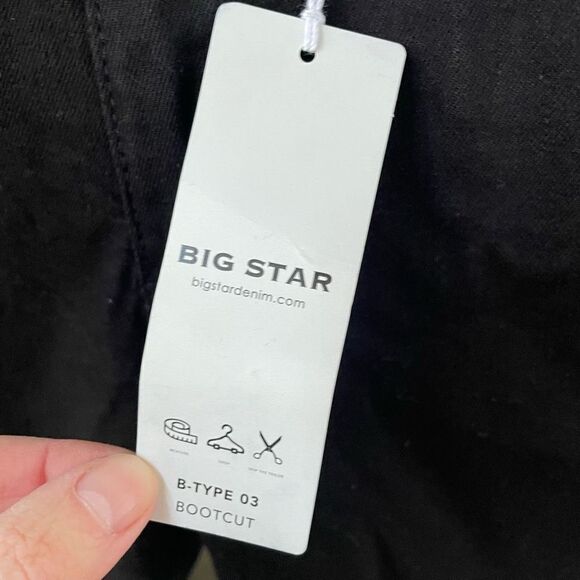 BIG STAR
bigstardenim.com
B-TYPE 03
BOOTCUT